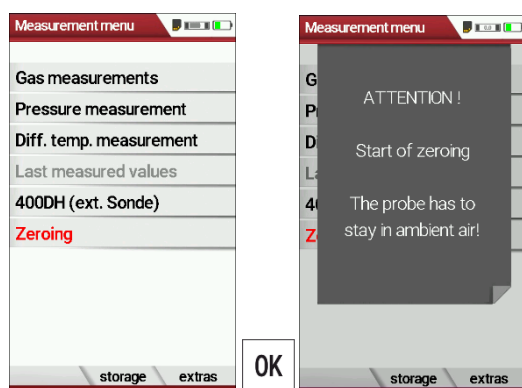 Measurement menu
Gas measurements
Pressure measurement
Diff. temp. measurement
Last measured values
400DH (ext. Sonde)
Zeroing
storage extras
OK
Measurement menu
G
P
D
L
4
Z
ATTENTION !
Start of zeroing
The probe has to
stay in ambient air!
storage extras